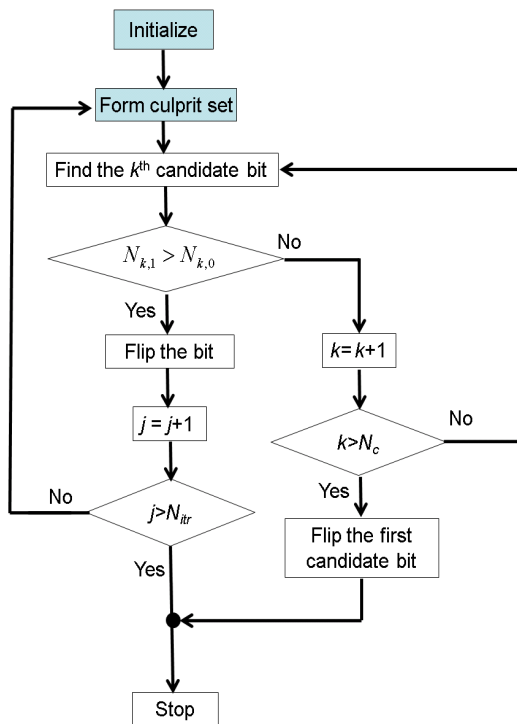 Initialize
Form culprit set
Find the kth candidate bit
Nk,1 > Nk,0
No
Yes
Flip the bit
k= k+1
j = j+1
k>Nc
No
No
j>Nitr
Yes
Flip the first
candidate bit
Yes
Stop